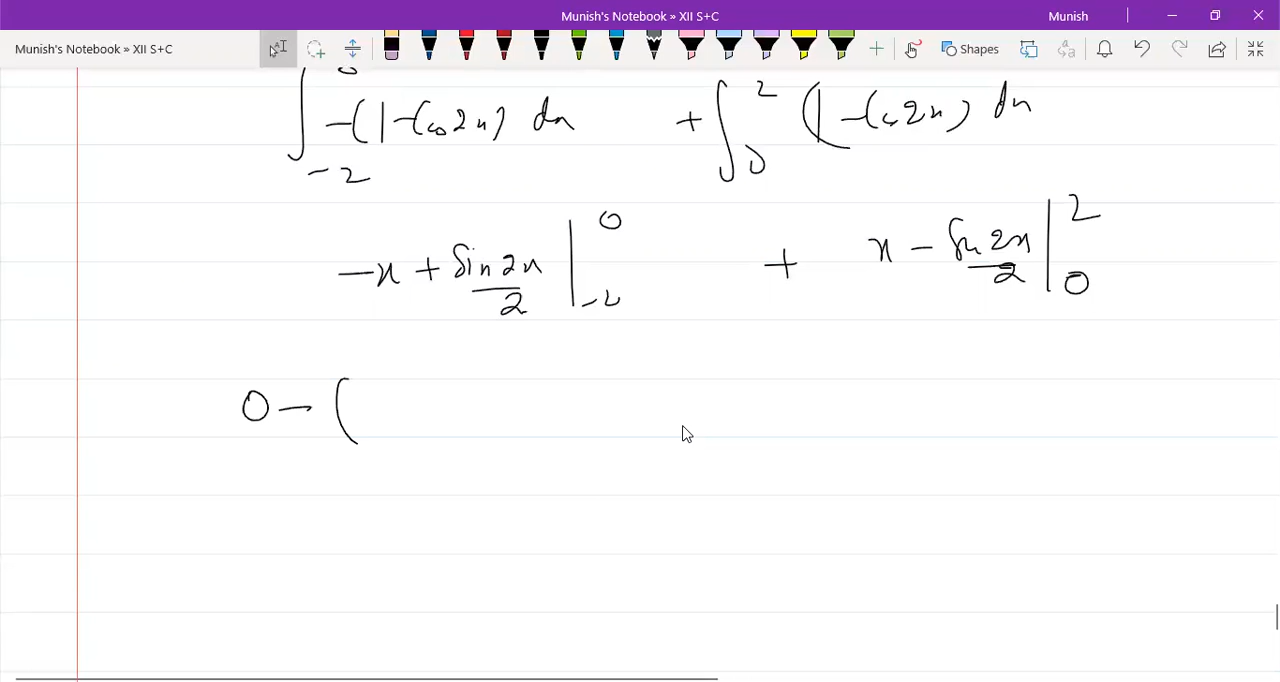 Munish's Notebook » XII S+C
Munish
Munish's Notebook » XII S+C
Shapes
∫_{-2}^{0} -(1-cos2x) dx + ∫_{0}^{2} (1-cos2x) dx
-x + sin2x/2 |_{-2}^{0} + x - sin2x/2 |_{0}^{2}
0 - (